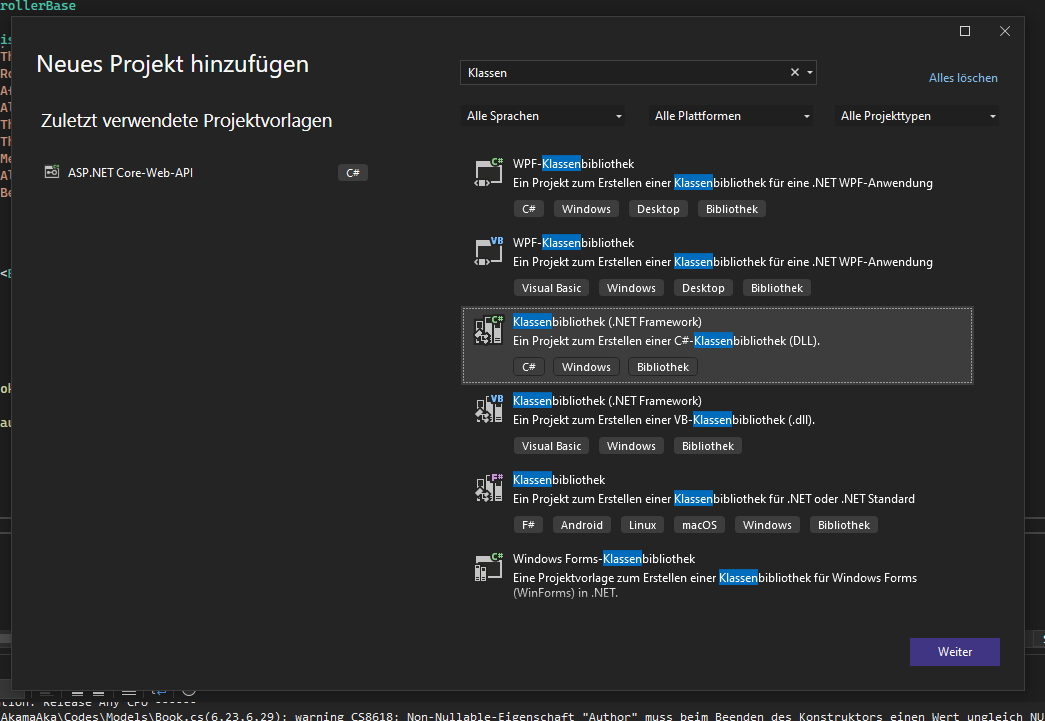 rollerBase
Neues Projekt hinzufügen
Klassen
Alles löschen
Zuletzt verwendete Projektvorlagen
Alle Sprachen
Alle Plattformen
Alle Projekttypen
ASP.NET Core-Web-API
C#
C#
WPF-Klassenbibliothek
Ein Projekt zum Erstellen einer Klassenbibliothek für eine .NET WPF-Anwendung
C# Windows Desktop Bibliothek
VB
WPF-Klassenbibliothek
Ein Projekt zum Erstellen einer Klassenbibliothek für eine .NET WPF-Anwendung
Visual Basic Windows Desktop Bibliothek
C#
Klassenbibliothek (.NET Framework)
Ein Projekt zum Erstellen einer C#-Klassenbibliothek (DLL).
C# Windows Bibliothek
VB
Klassenbibliothek (.NET Framework)
Ein Projekt zum Erstellen einer VB-Klassenbibliothek (.dll).
Visual Basic Windows Bibliothek
F#
Klassenbibliothek
Ein Projekt zum Erstellen einer Klassenbibliothek für .NET oder .NET Standard
F# Android Linux macOS Windows Bibliothek
C#
Windows Forms-Klassenbibliothek
Eine Projektvorlage zum Erstellen einer Klassenbibliothek für Windows Forms
(WinForms) in .NET.
Weiter
tion: Release Any CPU ------
AkamaAka\Codes\Models\Book.cs(6,23,6,29): warning CS8618: Non-Nullable-Eigenschaft "Author" muss beim Beenden des Konstruktors einen Wert ungleich NU